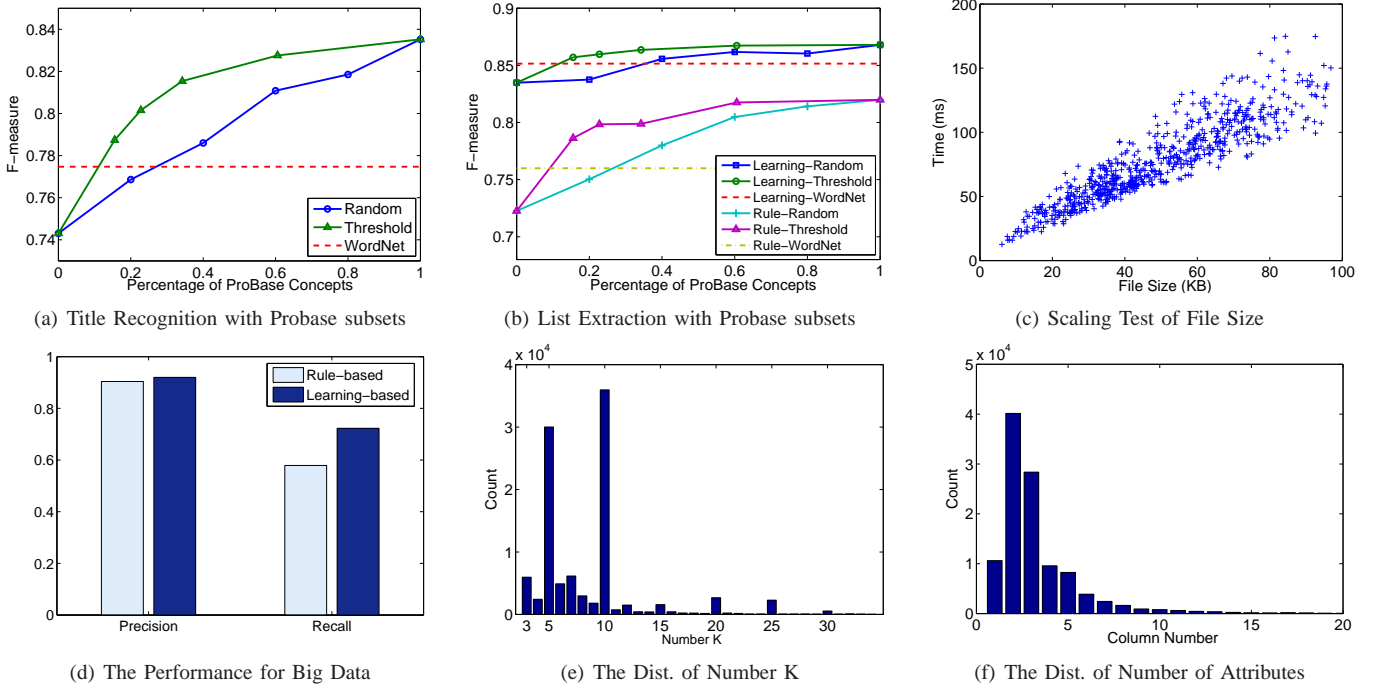 0.84
0.82
0.8
0.78
0.76
0.74
F−measure
0 0.2 0.4 0.6 0.8 1
Percentage of ProBase Concepts
Random
Threshold
WordNet
(a) Title Recognition with Probase subsets
0.9
0.85
0.8
0.75
0.7
F−measure
0 0.2 0.4 0.6 0.8 1
Percentage of ProBase Concepts
Learning−Random
Learning−Threshold
Learning−WordNet
Rule−Random
Rule−Threshold
Rule−WordNet
(b) List Extraction with Probase subsets
200
150
100
50
0
Time (ms)
0 20 40 60 80 100
File Size (KB)
(c) Scaling Test of File Size
1
0.8
0.6
0.4
0.2
0
Precision Recall
Rule−based
Learning−based
(d) The Performance for Big Data
x 10^4
4
3
2
1
0
Count
3 5 10 15 20 25 30
Number K
(e) The Dist. of Number K
x 10^4
5
4
3
2
1
0
Count
0 5 10 15 20
Column Number
(f) The Dist. of Number of Attributes